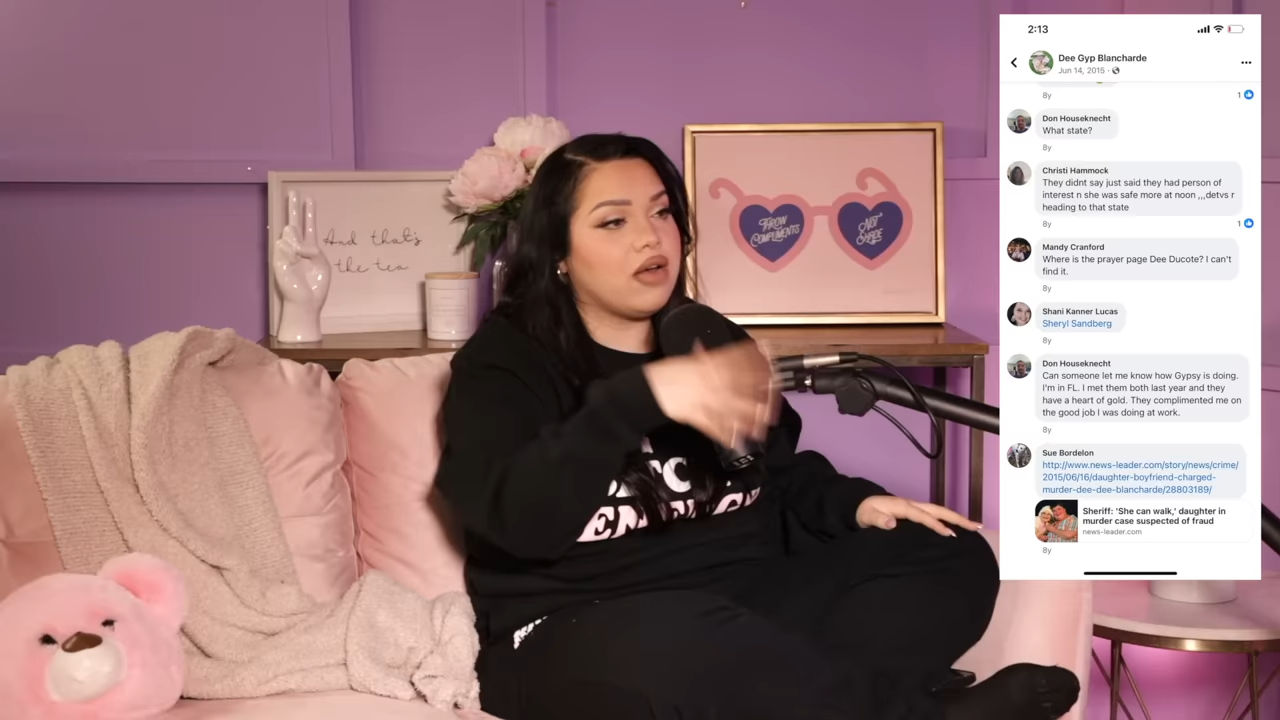 And that's
the tea
THROW
COMPLIMENTS
NOT
SHADE
2:13
Dee Gyp Blancharde
Jun 14, 2015 ·
8y
1
Don Houseknecht
What state?
8y
Christi Hammock
They didnt say just said they had person of
interest n she was safe more at noon ,,,detvs r
heading to that state
8y
1
Mandy Cranford
Where is the prayer page Dee Ducote? I can't
find it.
8y
Shani Kanner Lucas
Sheryl Sandberg
8y
Don Houseknecht
Can someone let me know how Gypsy is doing.
I'm in FL. I met them both last year and they
have a heart of gold. They complimented me on
the good job I was doing at work.
8y
Sue Bordelon
http://www.news-leader.com/story/news/crime/
2015/06/16/daughter-boyfriend-charged-
murder-dee-dee-blancharde/28803189/
Sheriff: 'She can walk,' daughter in
murder case suspected of fraud
news-leader.com
8y